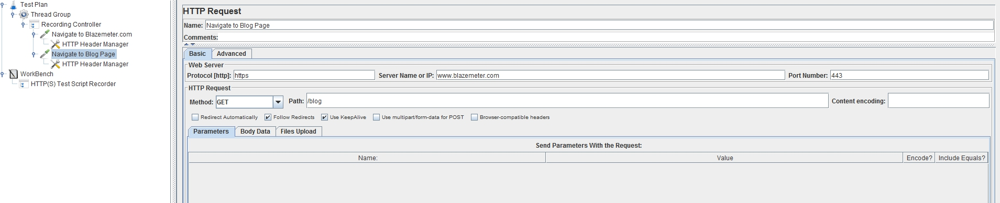 Test Plan
Thread Group
Recording Controller
Navigate to Blazemeter.com
HTTP Header Manager
Navigate to Blog Page
HTTP Header Manager
WorkBench
HTTP(S) Test Script Recorder
HTTP Request
Name: Navigate to Blog Page
Comments:
Basic Advanced
Web Server
Protocol [http]: https Server Name or IP: www.blazemeter.com Port Number: 443
HTTP Request
Method: GET Path: /blog Content encoding:
Redirect Automatically Follow Redirects Use KeepAlive Use multipart/form-data for POST Browser-compatible headers
Parameters Body Data Files Upload
Send Parameters With the Request:
Name: Value Encode? Include Equals?